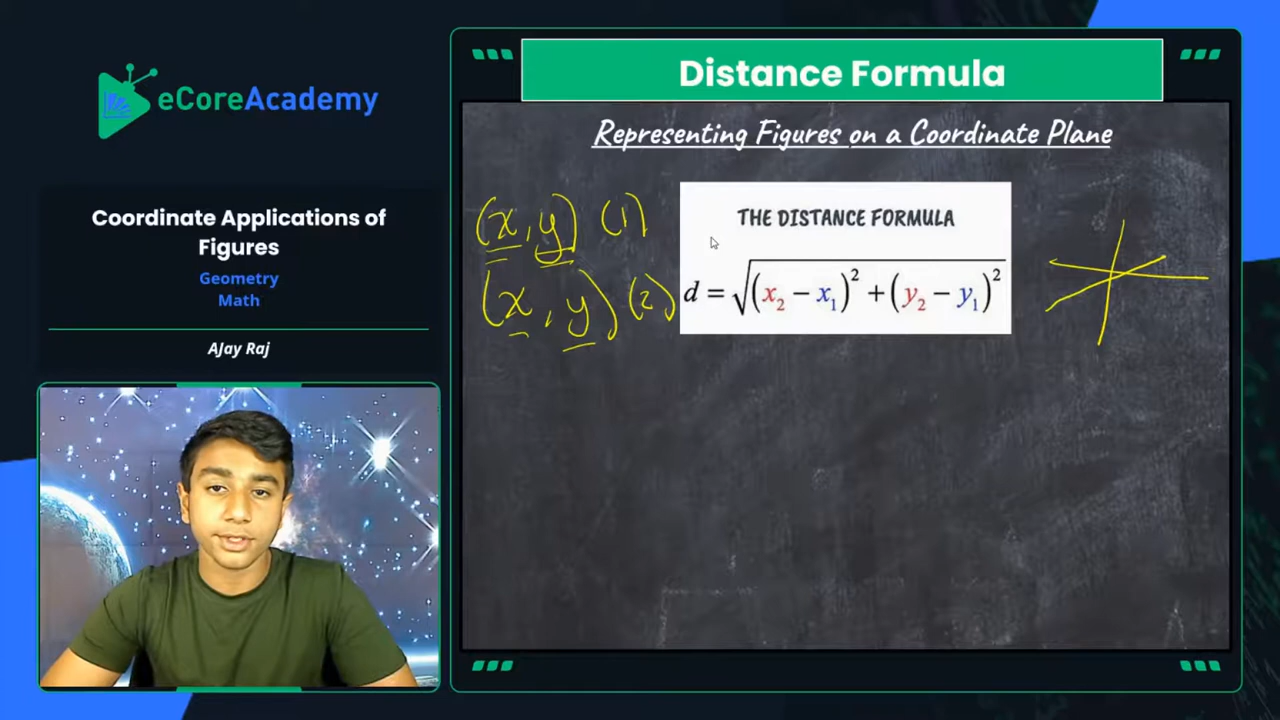 eCoreAcademy
Coordinate Applications of
Figures
Geometry
Math
AJay Raj
Distance Formula
Representing Figures on a Coordinate Plane
(x, y) (1)
(x, y) (2)
THE DISTANCE FORMULA
d = √(x₂ − x₁)² + (y₂ − y₁)²